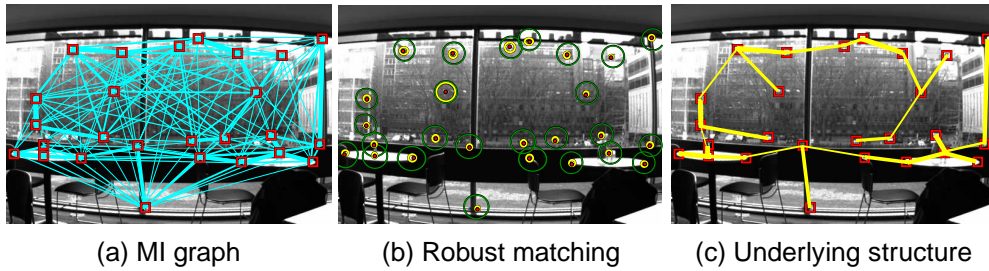 (a) MI graph
(b) Robust matching
(c) Underlying structure